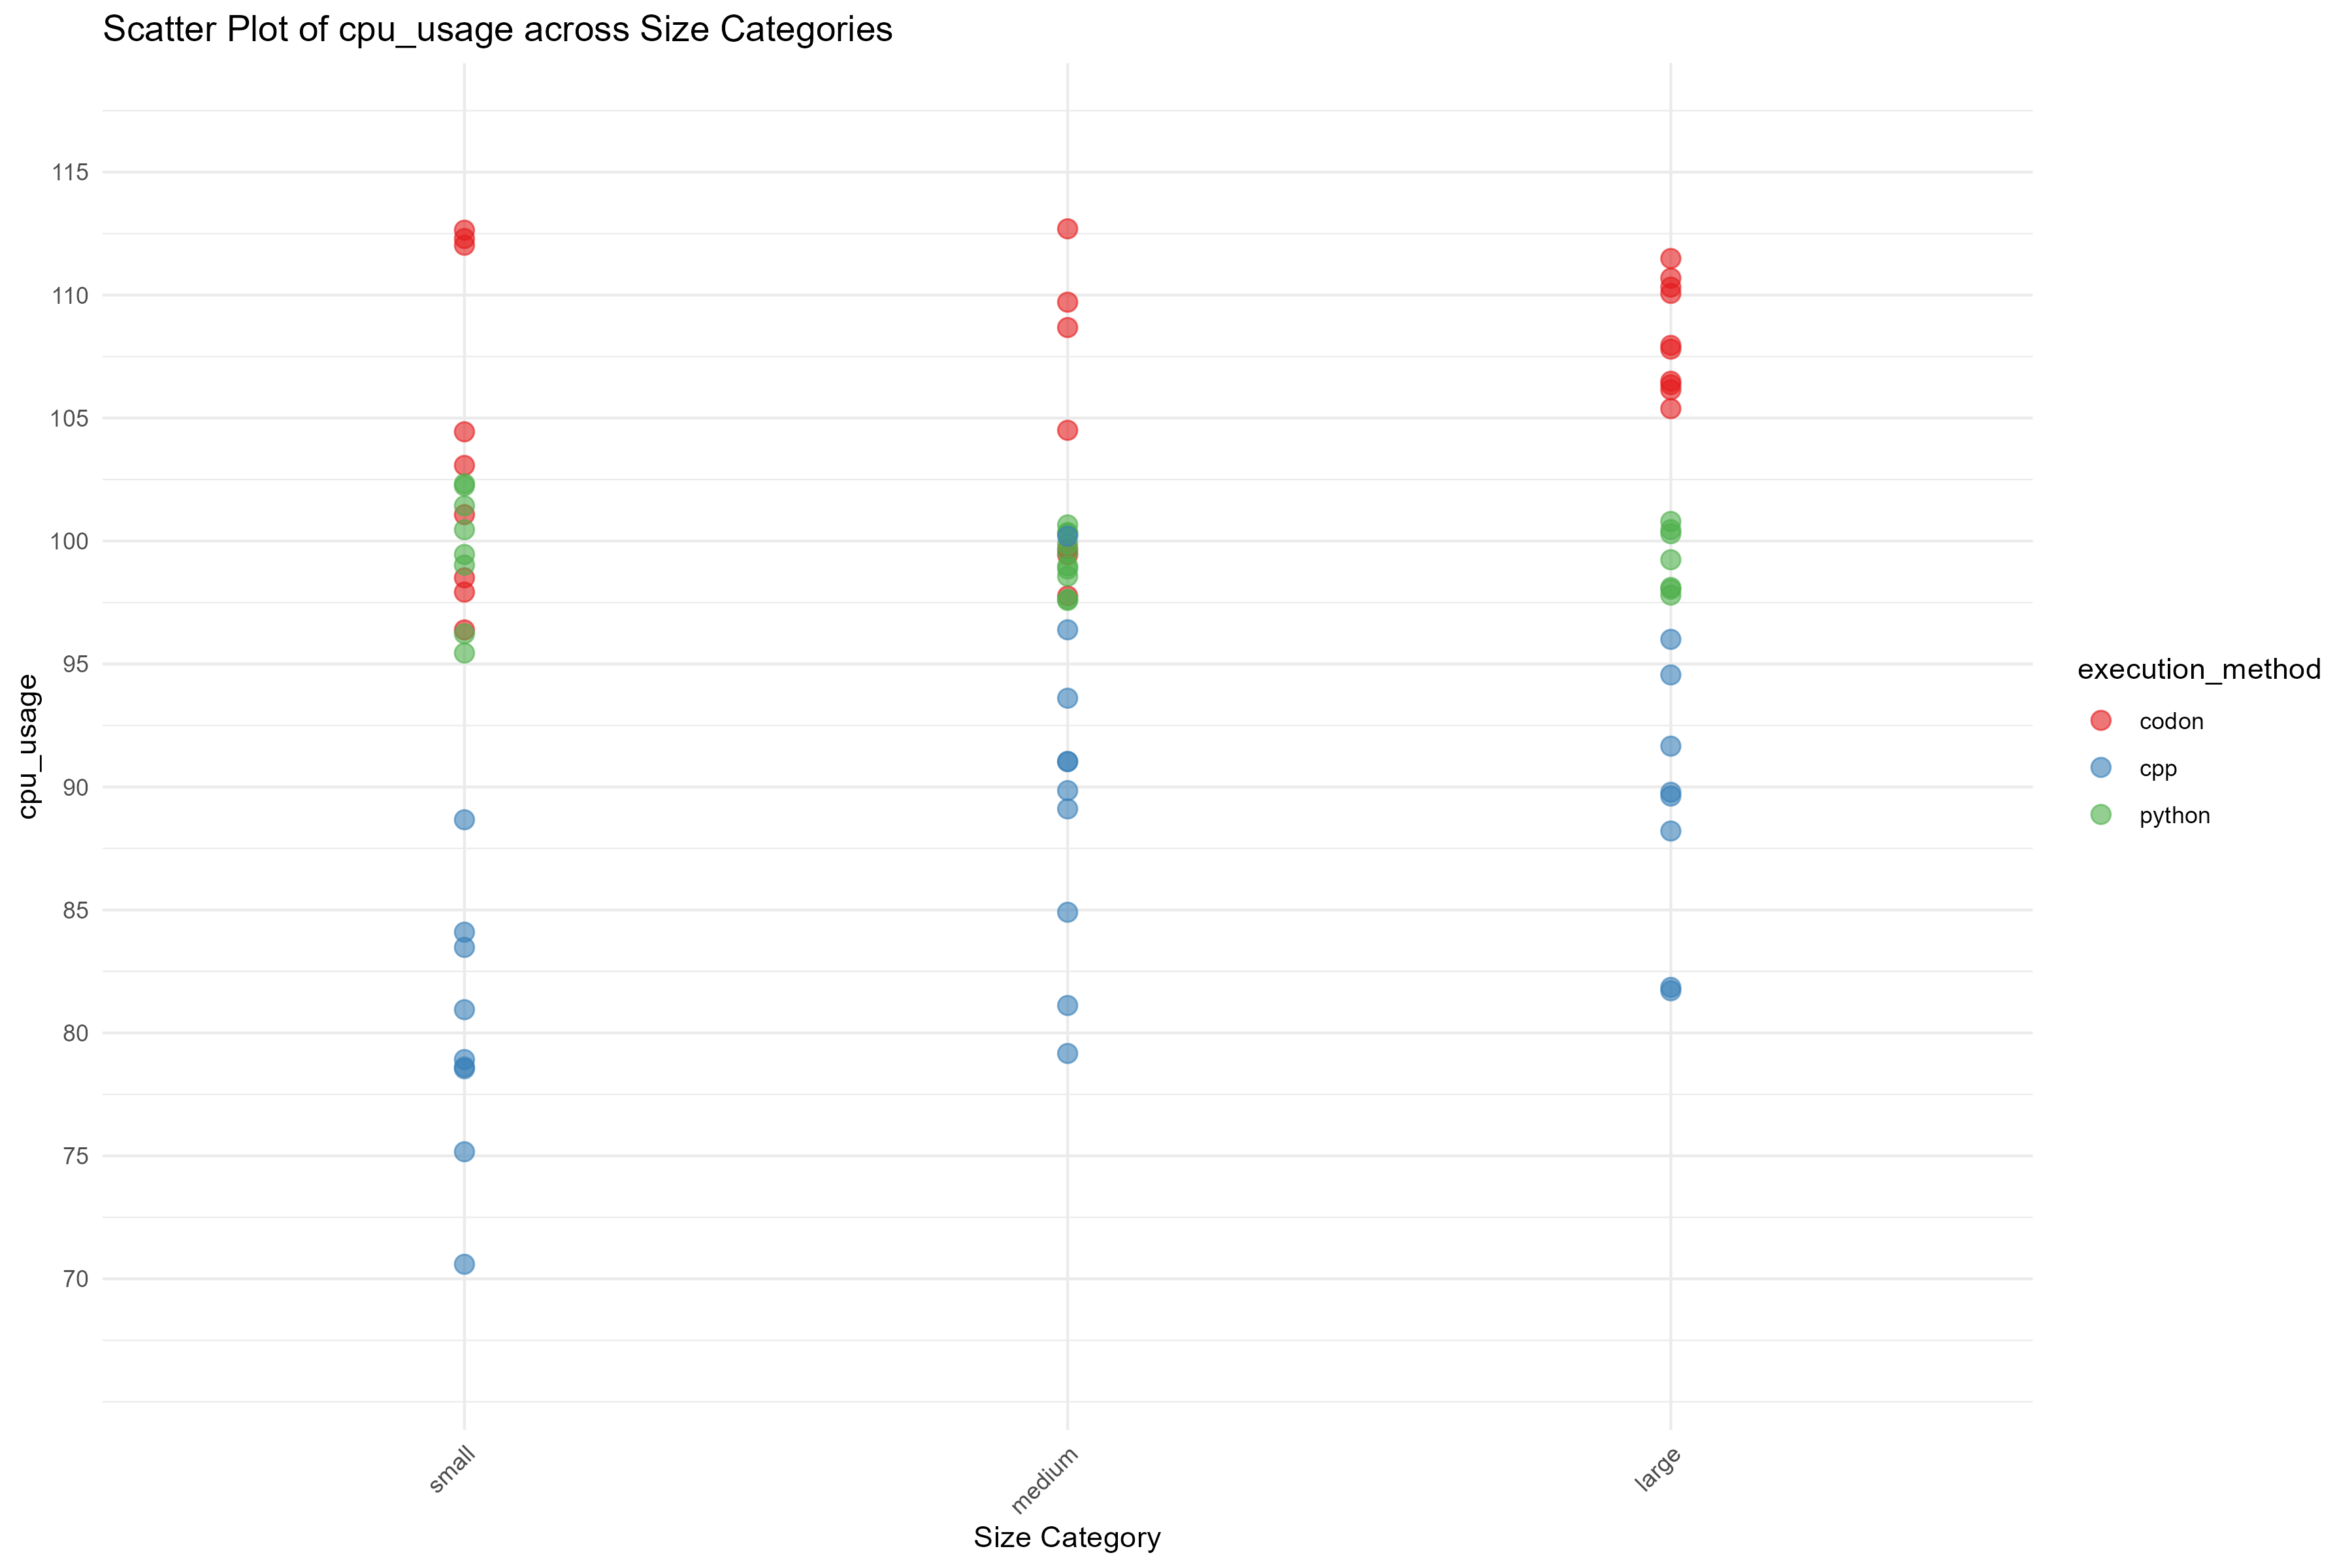 Scatter Plot of cpu_usage across Size Categories
115
110
105
100
95
90
85
80
75
70
cpu_usage
small
medium
large
Size Category
execution_method
codon
cpp
python